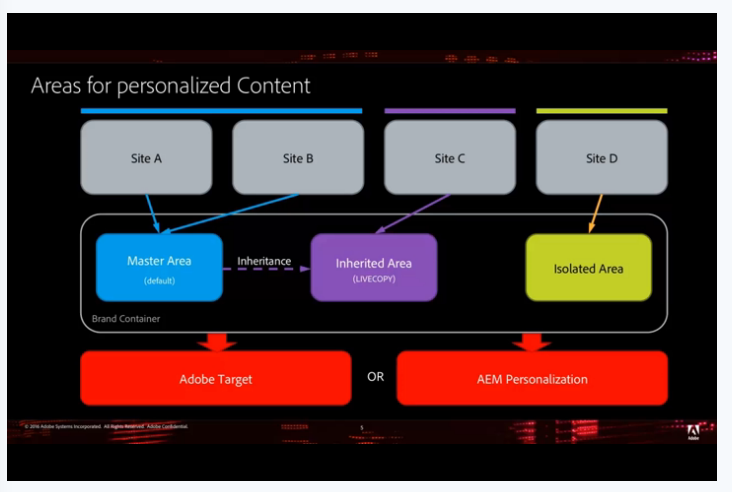 Areas for personalized Content
Site A
Site B
Site C
Site D
Master Area
(default)
Inheritance
Inherited Area
(LIVECOPY)
Isolated Area
Brand Container
Adobe Target
OR
AEM Personalization
© 2016 Adobe Systems Incorporated. All Rights Reserved. Adobe Confidential.
5
Adobe